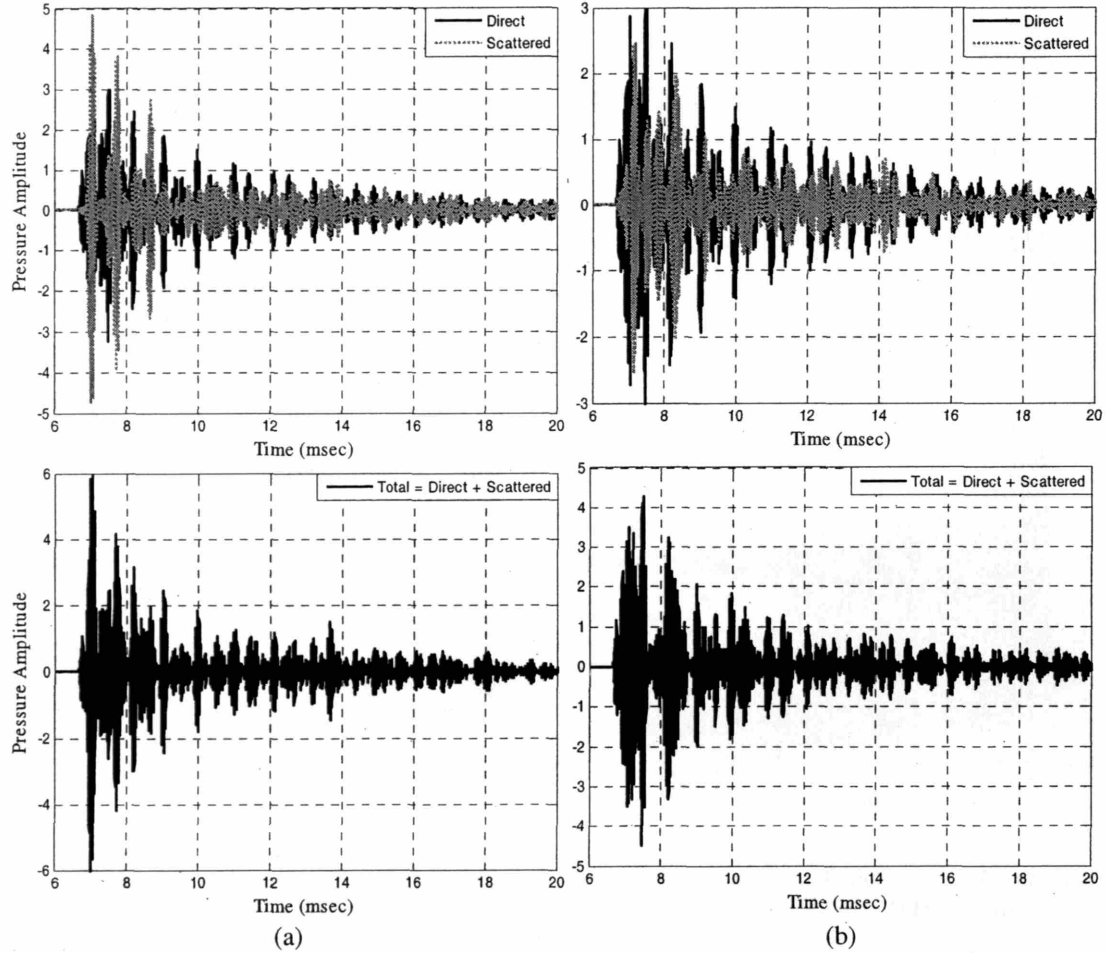 Direct
Scattered
5
4
3
2
1
0
-1
-2
-3
-4
-5
Pressure Amplitude
6 8 10 12 14 16 18 20
Time (msec)
Direct
Scattered
3
2
1
0
-1
-2
-3
6 8 10 12 14 16 18 20
Time (msec)
Total = Direct + Scattered
6
4
2
0
-2
-4
-6
Pressure Amplitude
6 8 10 12 14 16 18 20
Time (msec)
(a)
Total = Direct + Scattered
5
4
3
2
1
0
-1
-2
-3
-4
-5
6 8 10 12 14 16 18 20
Time (msec)
(b)